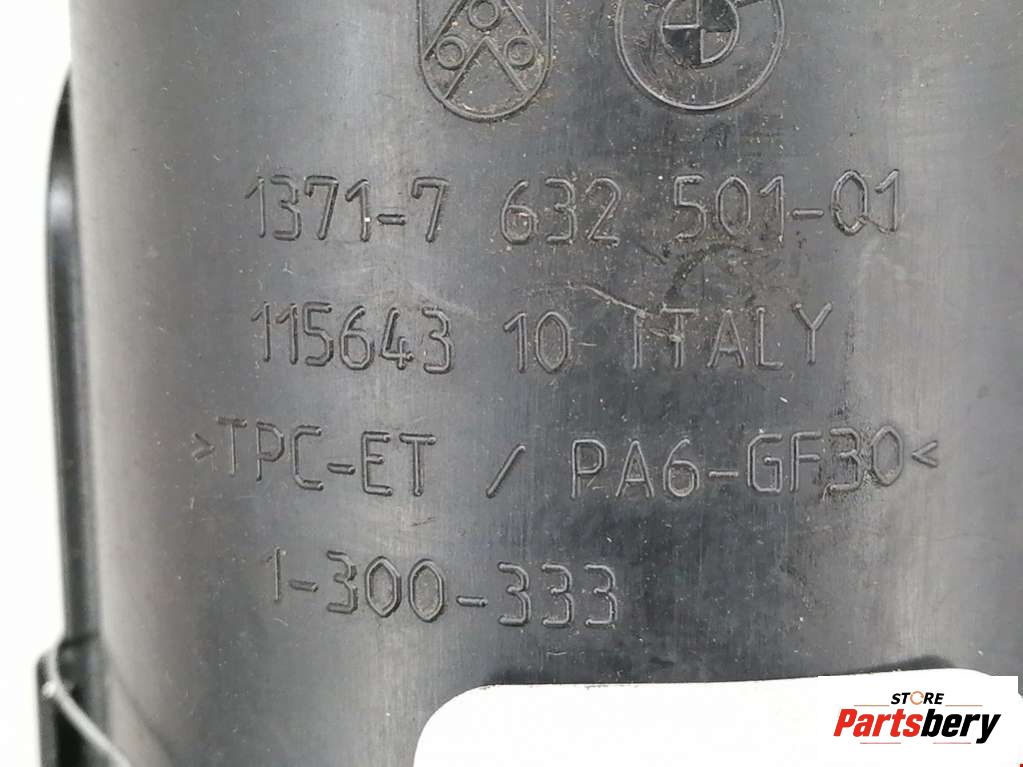 1371-7 632 501-01
115643 10 ITALY
>TPC-ET / PA6-GF30<
1-300-333
STORE
Partsbery